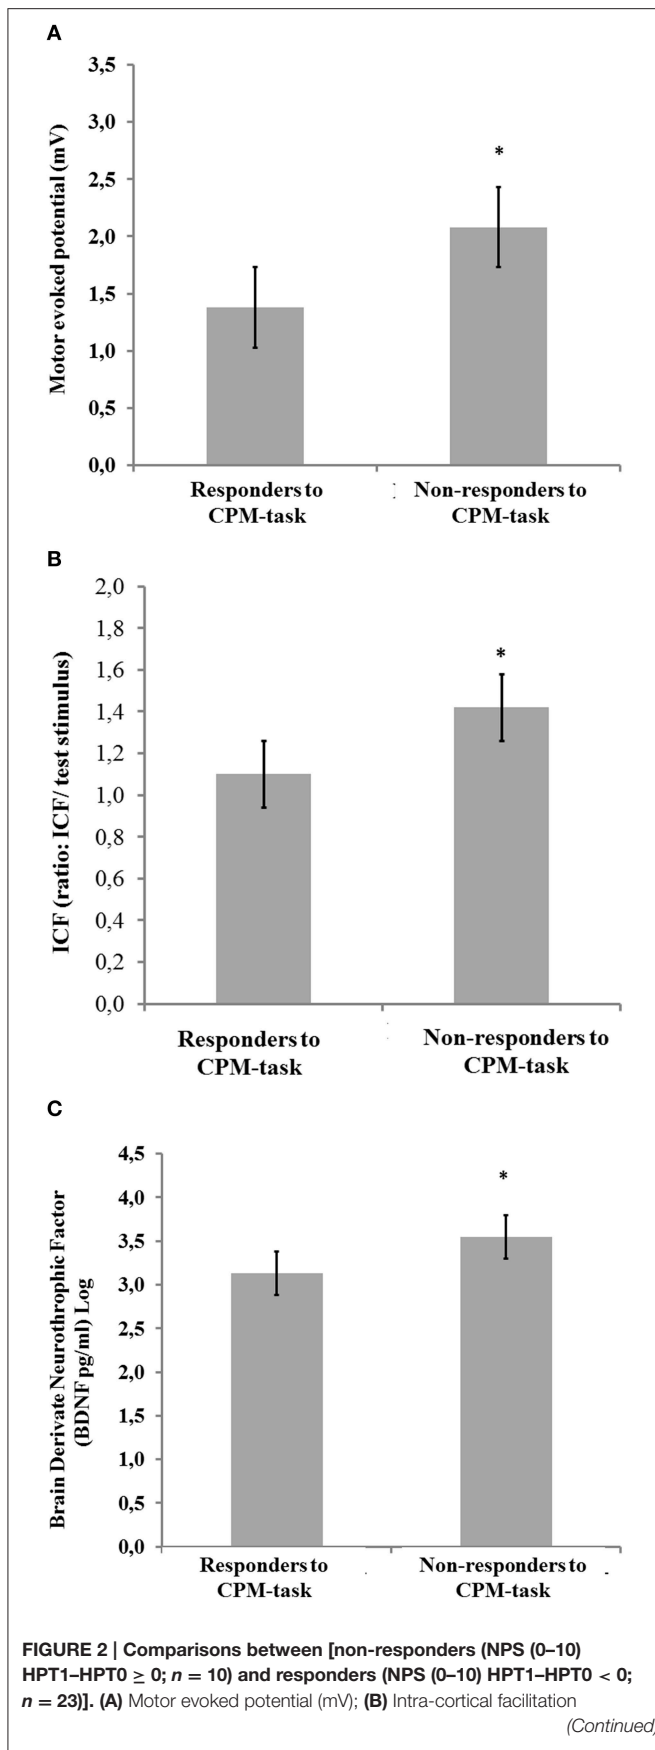 A
Motor evoked potential (mV)
3,5
3,0
2,5
2,0
1,5
1,0
0,5
0,0
*
Responders to
CPM-task
Non-responders to
CPM-task
B
ICF (ratio: ICF/ test stimulus)
2,0
1,8
1,6
1,4
1,2
1,0
0,8
0,6
0,4
0,2
0,0
*
Responders to
CPM-task
Non-responders to
CPM-task
C
Brain Derivate Neurothrophic Factor
(BDNF pg/ml) Log
4,5
4,0
3,5
3,0
2,5
2,0
1,5
1,0
0,5
0,0
*
Responders to
CPM-task
Non-responders to
CPM-task
FIGURE 2 | Comparisons between [non-responders (NPS (0–10)
HPT1–HPT0 ≥ 0; n = 10) and responders (NPS (0–10) HPT1–HPT0 < 0;
n = 23)]. (A) Motor evoked potential (mV); (B) Intra-cortical facilitation
(Continued)